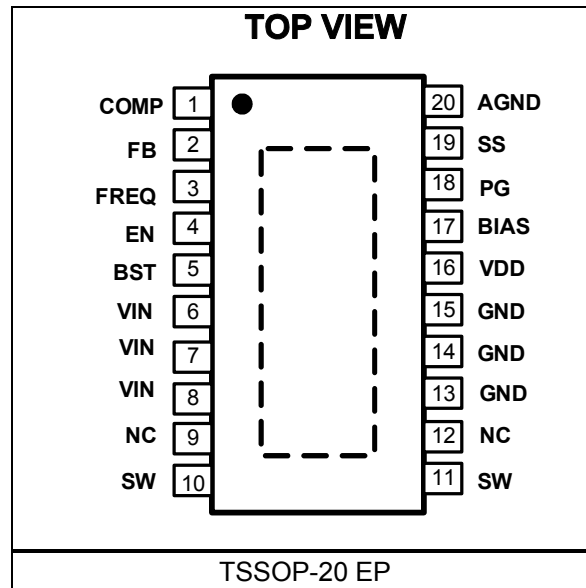 TOP VIEW
COMP 1 20 AGND
FB 2 19 SS
FREQ 3 18 PG
EN 4 17 BIAS
BST 5 16 VDD
VIN 6 15 GND
VIN 7 14 GND
VIN 8 13 GND
NC 9 12 NC
SW 10 11 SW
TSSOP-20 EP